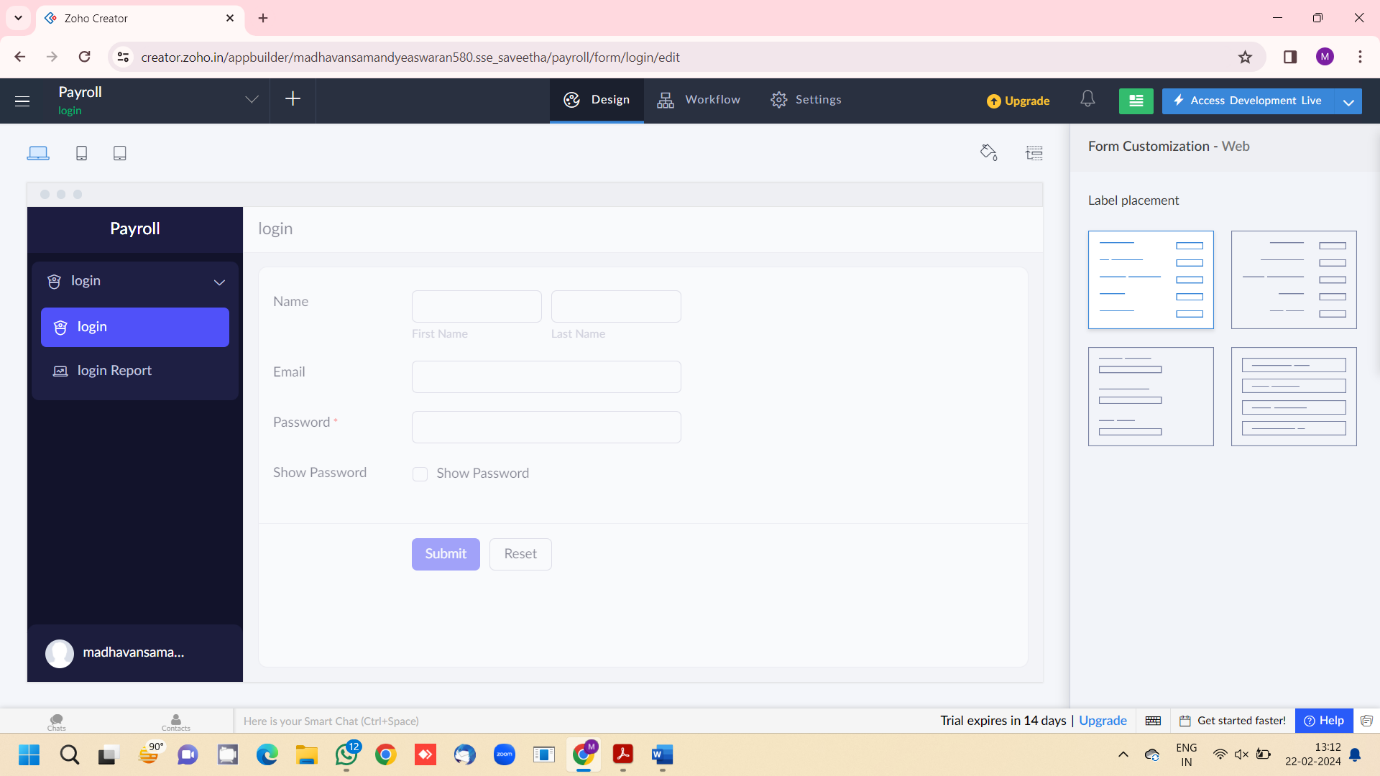 Zoho Creator
creator.zoho.in/appbuilder/madhavansamandyeaswaran580.sse_saveetha/payroll/form/login/edit
M
Payroll
login
Design
Workflow
Settings
Upgrade
Access Development Live
Form Customization - Web
Label placement
Payroll
login
login
login
login Report
Name
First Name
Last Name
Email
Password *
Show Password
Show Password
Submit
Reset
madhavansama...
Chats
Contacts
Here is your Smart Chat (Ctrl+Space)
Trial expires in 14 days | Upgrade
Get started faster!
Help
90°
12
zoom
M
ENG
IN
13:12
22-02-2024